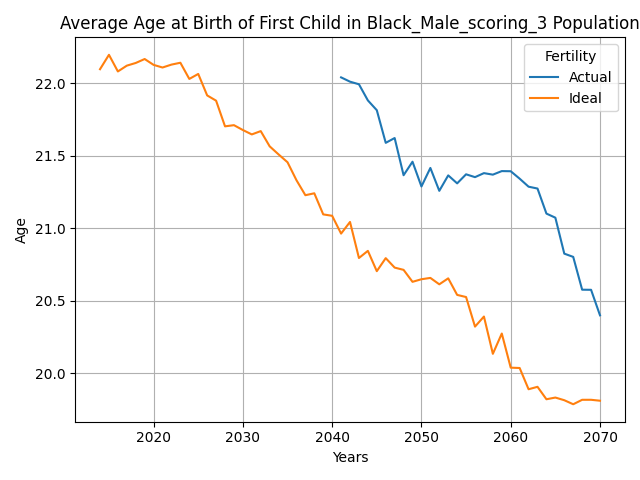 Average Age at Birth of First Child in Black_Male_scoring_3 Population
Fertility
Actual
Ideal
Age
22.0
21.5
21.0
20.5
20.0
2020 2030 2040 2050 2060 2070
Years